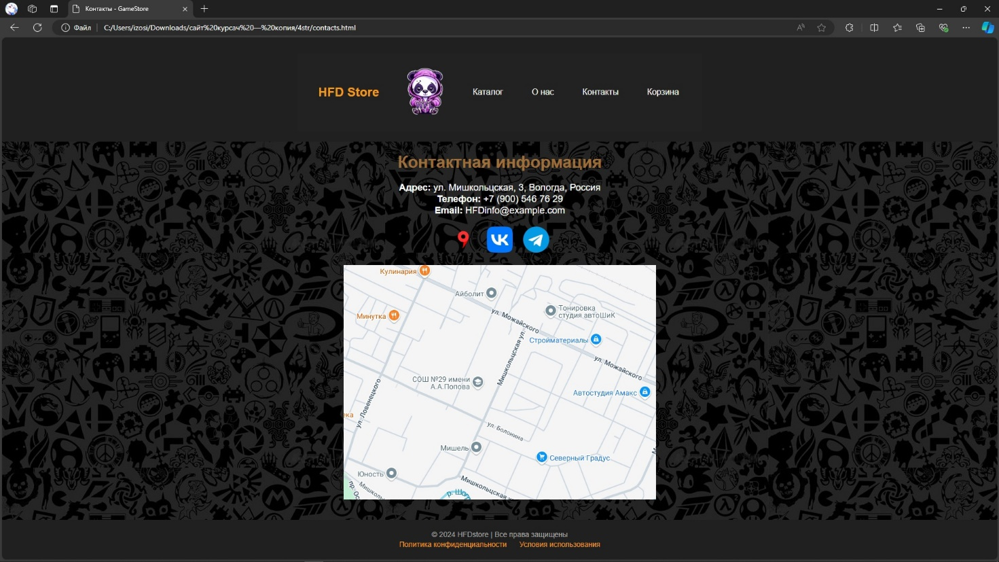 Контакты - GameStore
Файл
C:/Users/izosi/Downloads/сайт%20курсач%20—%20копия/4str/contacts.html
HFD Store
HFD
Каталог
О нас
Контакты
Корзина
Контактная информация
Адрес: ул. Мишкольцская, 3, Вологда, Россия
Телефон: +7 (900) 546 76 29
Email: HFDinfo@example.com
Кулинария
Айболит
Тонировка
студия автоШиК
ул. Можайского
Минутка
Стройматериалы
Мишкольцская ул.
ул. Можайского
СОШ №29 имени
А.А.Попова
Автостудия Амакс
ул. Ловенецкого
ека
ул. Болонина
Мишель
Северный Градус
Юность
Мишкольцская у
© 2024 HFDstore | Все права защищены
Политика конфиденциальности
Условия использования